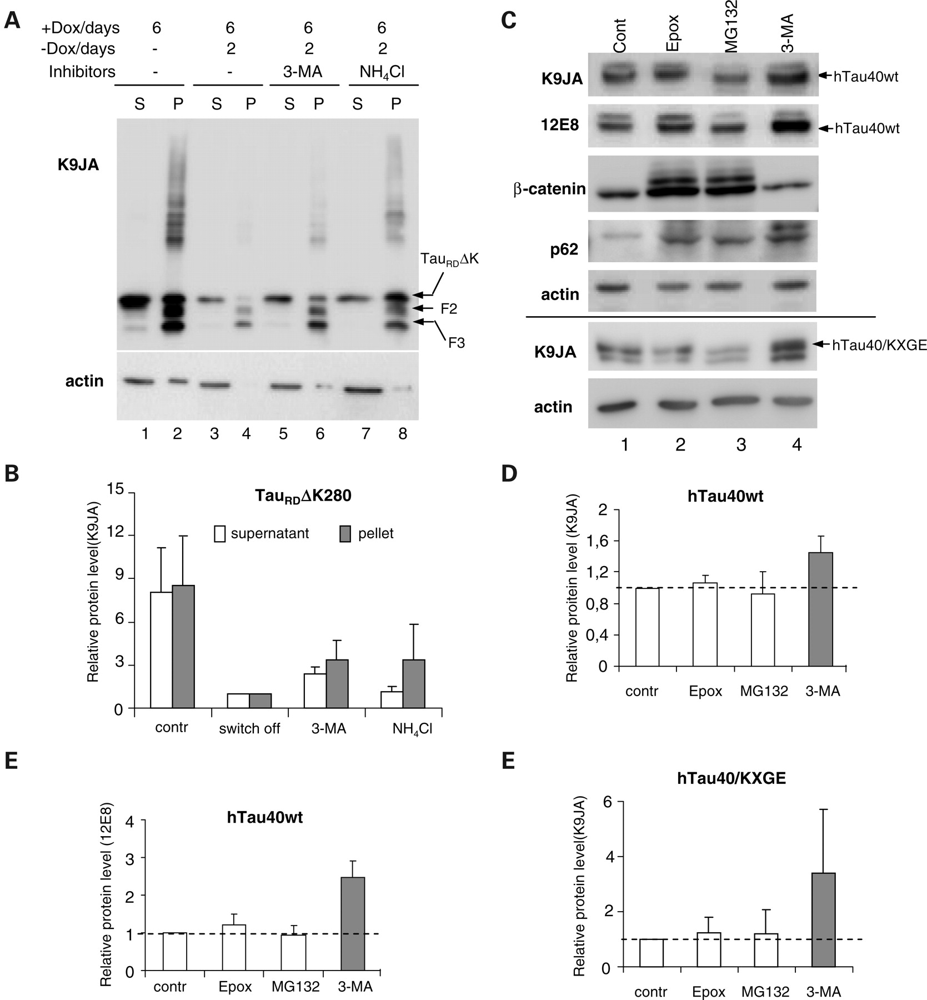 A
+Dox/days 6 6 6 6
-Dox/days - 2 2 2
Inhibitors - - 3-MA NH4Cl
S P S P S P S P
K9JA
TauRDΔK
F2
F3
actin
1 2 3 4 5 6 7 8
C
Cont Epox MG132 3-MA
K9JA hTau40wt
12E8 hTau40wt
β-catenin
p62
actin
K9JA hTau40/KXGE
actin
1 2 3 4
B
TauRDΔK280
supernatant pellet
Relative protein level(K9JA)
15
12
9
6
3
0
contr switch off 3-MA NH4Cl
D
hTau40wt
Relative proitein level (K9JA)
2
1,6
1,2
0,8
0,4
0
contr Epox MG132 3-MA
E
hTau40wt
Relative protein level (12E8)
4
3
2
1
0
contr Epox MG132 3-MA
E
hTau40/KXGE
Relative protein level(K9JA)
6
4
2
0
contr Epox MG132 3-MA